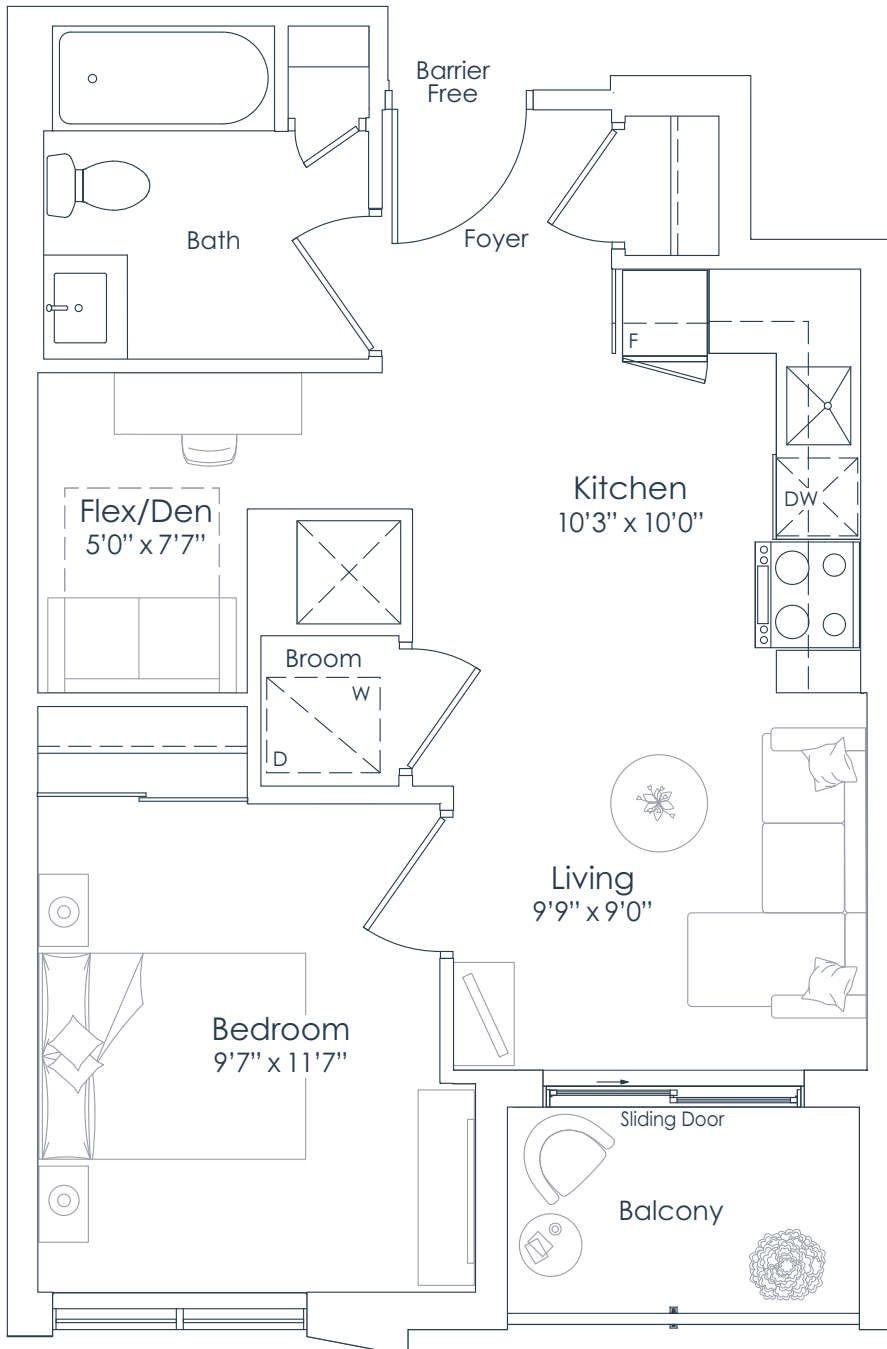 Barrier
Free
Bath
Foyer
F
Kitchen
10’3” x 10’0”
DW
Flex/Den
5’0” x 7’7”
Broom
W
D
Living
9’9” x 9’0”
Bedroom
9’7” x 11’7”
Sliding Door
Balcony